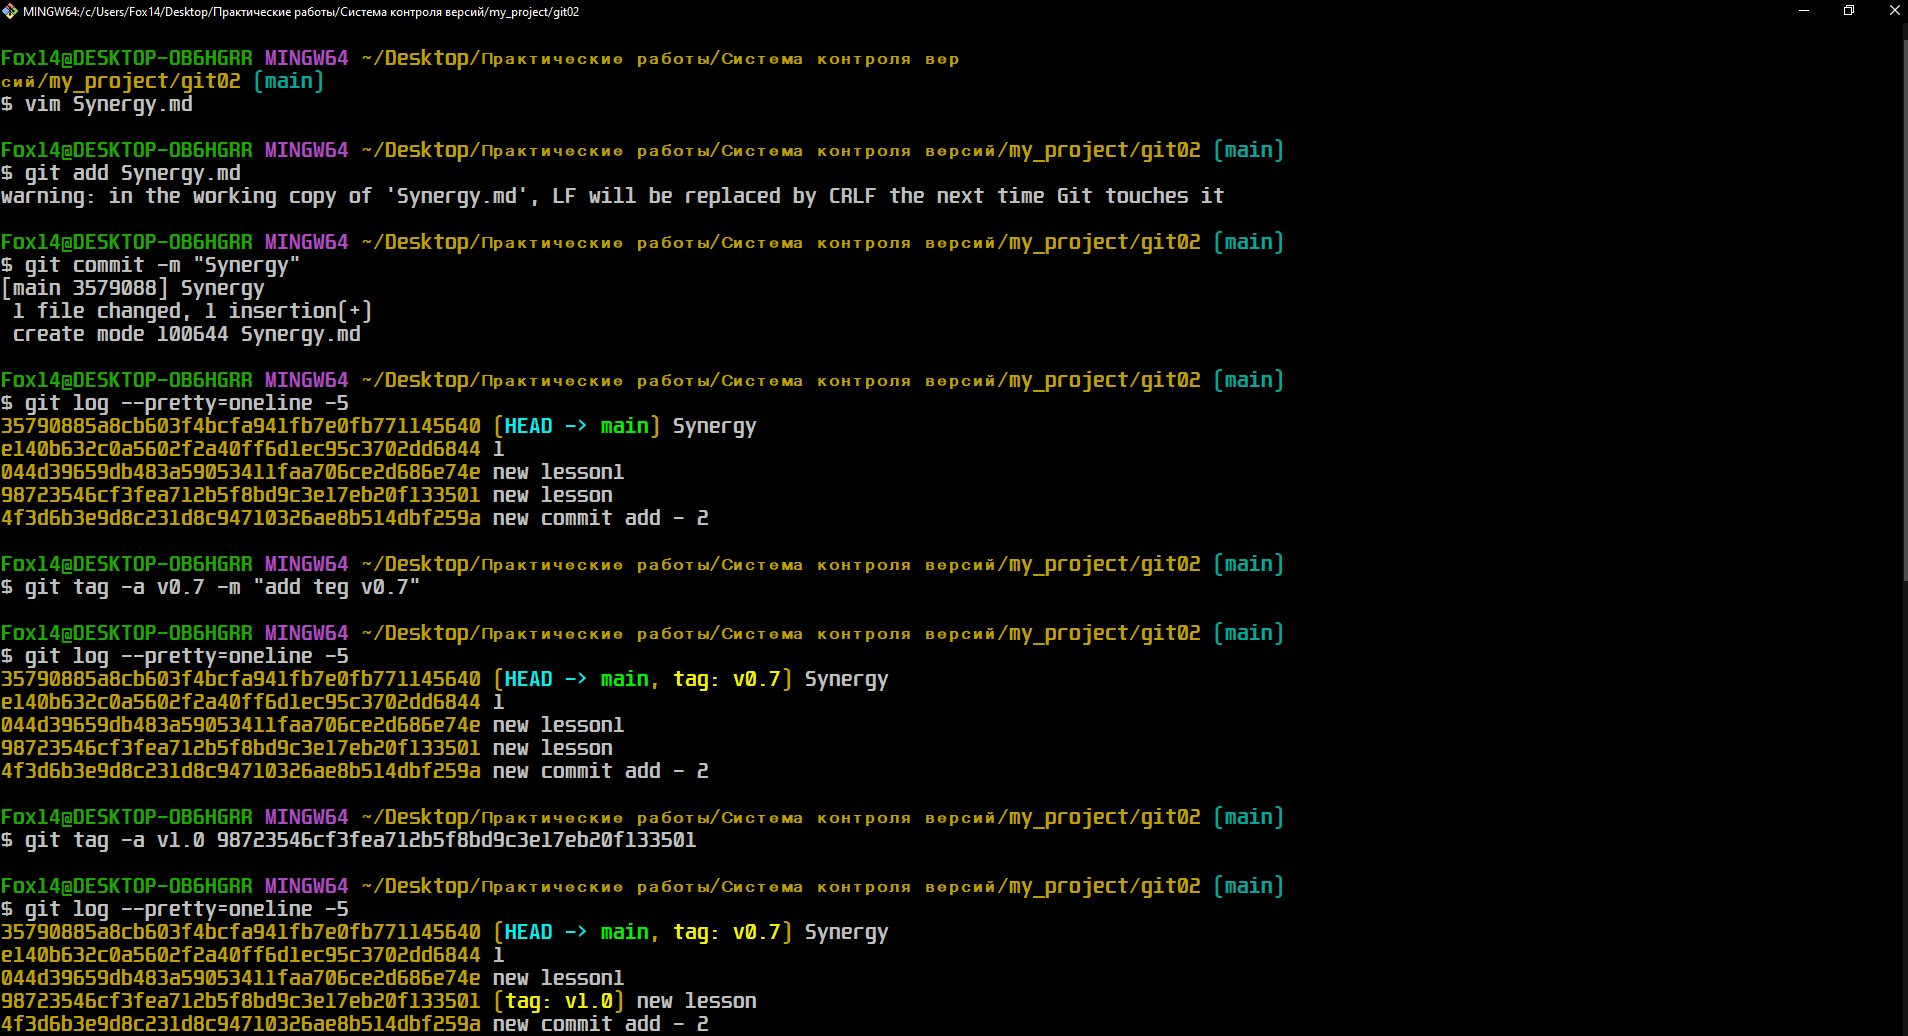 MINGW64:/c/Users/Fox14/Desktop/Практические работы/Система контроля версий/my_project/git02
Fox14@DESKTOP-OB6HGRR MINGW64 ~/Desktop/Практические работы/Система контроля вер
сий/my_project/git02 (main)
$ vim Synergy.md
Fox14@DESKTOP-OB6HGRR MINGW64 ~/Desktop/Практические работы/Система контроля версий/my_project/git02 (main)
$ git add Synergy.md
warning: in the working copy of 'Synergy.md', LF will be replaced by CRLF the next time Git touches it
Fox14@DESKTOP-OB6HGRR MINGW64 ~/Desktop/Практические работы/Система контроля версий/my_project/git02 (main)
$ git commit -m "Synergy"
[main 3579088] Synergy
 1 file changed, 1 insertion(+)
 create mode 100644 Synergy.md
Fox14@DESKTOP-OB6HGRR MINGW64 ~/Desktop/Практические работы/Система контроля версий/my_project/git02 (main)
$ git log --pretty=oneline -5
35790885a8cb603f4bcfa941fb7e0fb771145640 (HEAD -> main) Synergy
e140b632c0a5602f2a40ff6d1ec95c3702dd6844 1
044d39659db483a59053411faa706ce2d686e74e new lesson1
98723546cf3fea712b5f8bd9c3e17eb20f133501 new lesson
4f3d6b3e9d8c231d8c94710326ae8b514dbf259a new commit add - 2
Fox14@DESKTOP-OB6HGRR MINGW64 ~/Desktop/Практические работы/Система контроля версий/my_project/git02 (main)
$ git tag -a v0.7 -m "add teg v0.7"
Fox14@DESKTOP-OB6HGRR MINGW64 ~/Desktop/Практические работы/Система контроля версий/my_project/git02 (main)
$ git log --pretty=oneline -5
35790885a8cb603f4bcfa941fb7e0fb771145640 (HEAD -> main, tag: v0.7) Synergy
e140b632c0a5602f2a40ff6d1ec95c3702dd6844 1
044d39659db483a59053411faa706ce2d686e74e new lesson1
98723546cf3fea712b5f8bd9c3e17eb20f133501 new lesson
4f3d6b3e9d8c231d8c94710326ae8b514dbf259a new commit add - 2
Fox14@DESKTOP-OB6HGRR MINGW64 ~/Desktop/Практические работы/Система контроля версий/my_project/git02 (main)
$ git tag -a v1.0 98723546cf3fea712b5f8bd9c3e17eb20f133501
Fox14@DESKTOP-OB6HGRR MINGW64 ~/Desktop/Практические работы/Система контроля версий/my_project/git02 (main)
$ git log --pretty=oneline -5
35790885a8cb603f4bcfa941fb7e0fb771145640 (HEAD -> main, tag: v0.7) Synergy
e140b632c0a5602f2a40ff6d1ec95c3702dd6844 1
044d39659db483a59053411faa706ce2d686e74e new lesson1
98723546cf3fea712b5f8bd9c3e17eb20f133501 (tag: v1.0) new lesson
4f3d6b3e9d8c231d8c94710326ae8b514dbf259a new commit add - 2